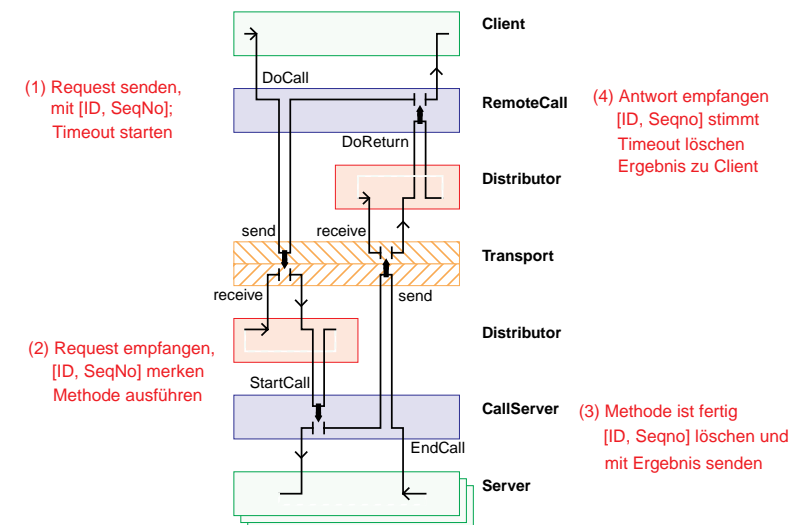 Client
(1) Request senden,
mit [ID, SeqNo];
Timeout starten
DoCall
RemoteCall
(4) Antwort empfangen
[ID, Seqno] stimmt
Timeout löschen
Ergebnis zu Client
DoReturn
Distributor
send
receive
Transport
receive
send
Distributor
(2) Request empfangen,
[ID, SeqNo] merken
Methode ausführen
StartCall
CallServer
(3) Methode ist fertig
[ID, Seqno] löschen und
mit Ergebnis senden
EndCall
Server